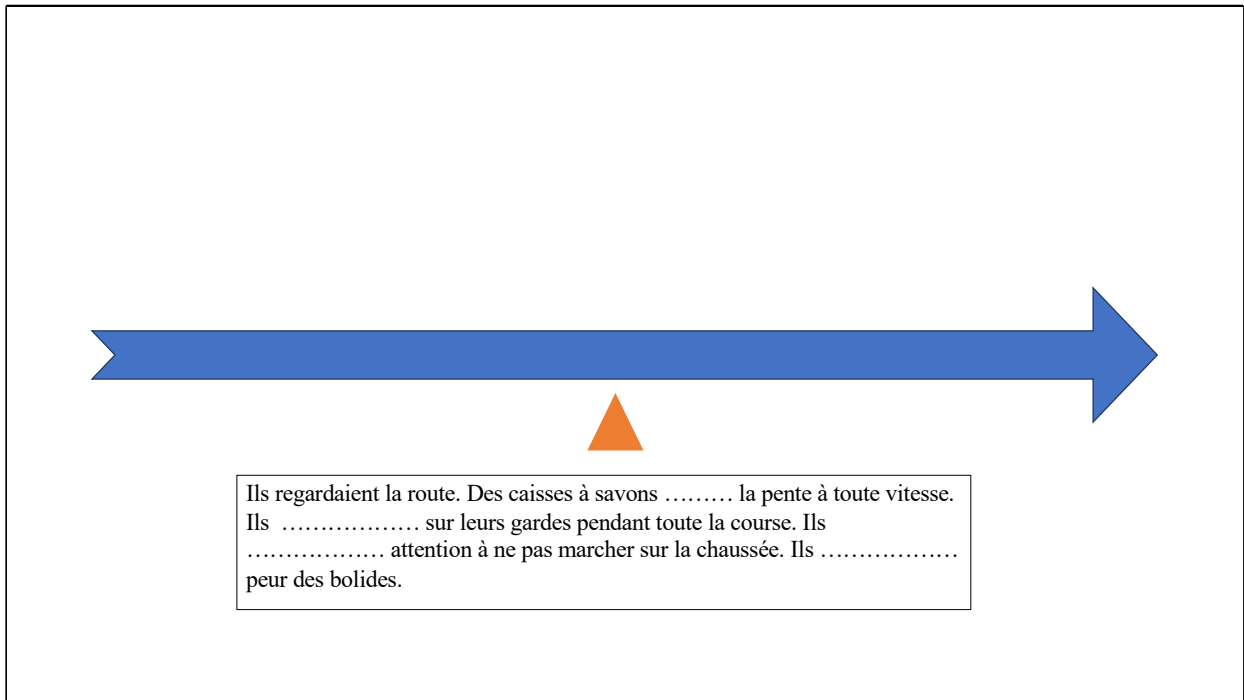 Ils regardaient la route. Des caisses à savons ……… la pente à toute vitesse.
Ils ……………… sur leurs gardes pendant toute la course. Ils
……………… attention à ne pas marcher sur la chaussée. Ils ………………
peur des bolides.